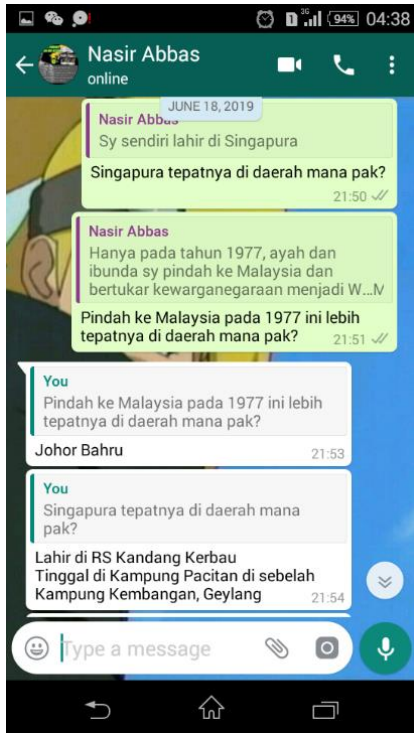 3G
94%
04:38
Nasir Abbas
online
JUNE 18, 2019
Nasir Abbas
Sy sendiri lahir di Singapura
Singapura tepatnya di daerah mana pak?
21:50
Nasir Abbas
Hanya pada tahun 1977, ayah dan
ibunda sy pindah ke Malaysia dan
bertukar kewarganegaraan menjadi W...M
Pindah ke Malaysia pada 1977 ini lebih
tepatnya di daerah mana pak?
21:51
You
Pindah ke Malaysia pada 1977 ini lebih
tepatnya di daerah mana pak?
Johor Bahru
21:53
You
Singapura tepatnya di daerah mana
pak?
Lahir di RS Kandang Kerbau
Tinggal di Kampung Pacitan di sebelah
Kampung Kembangan, Geylang
21:54
Type a message